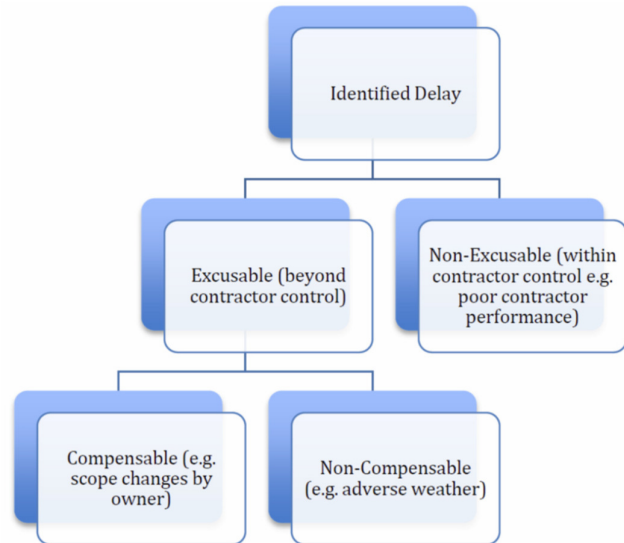 Identified Delay
Excusable (beyond
contractor control)
Non-Excusable (within
contractor control e.g.
poor contractor
performance)
Compensable (e.g.
scope changes by
owner)
Non-Compensable
(e.g. adverse weather)